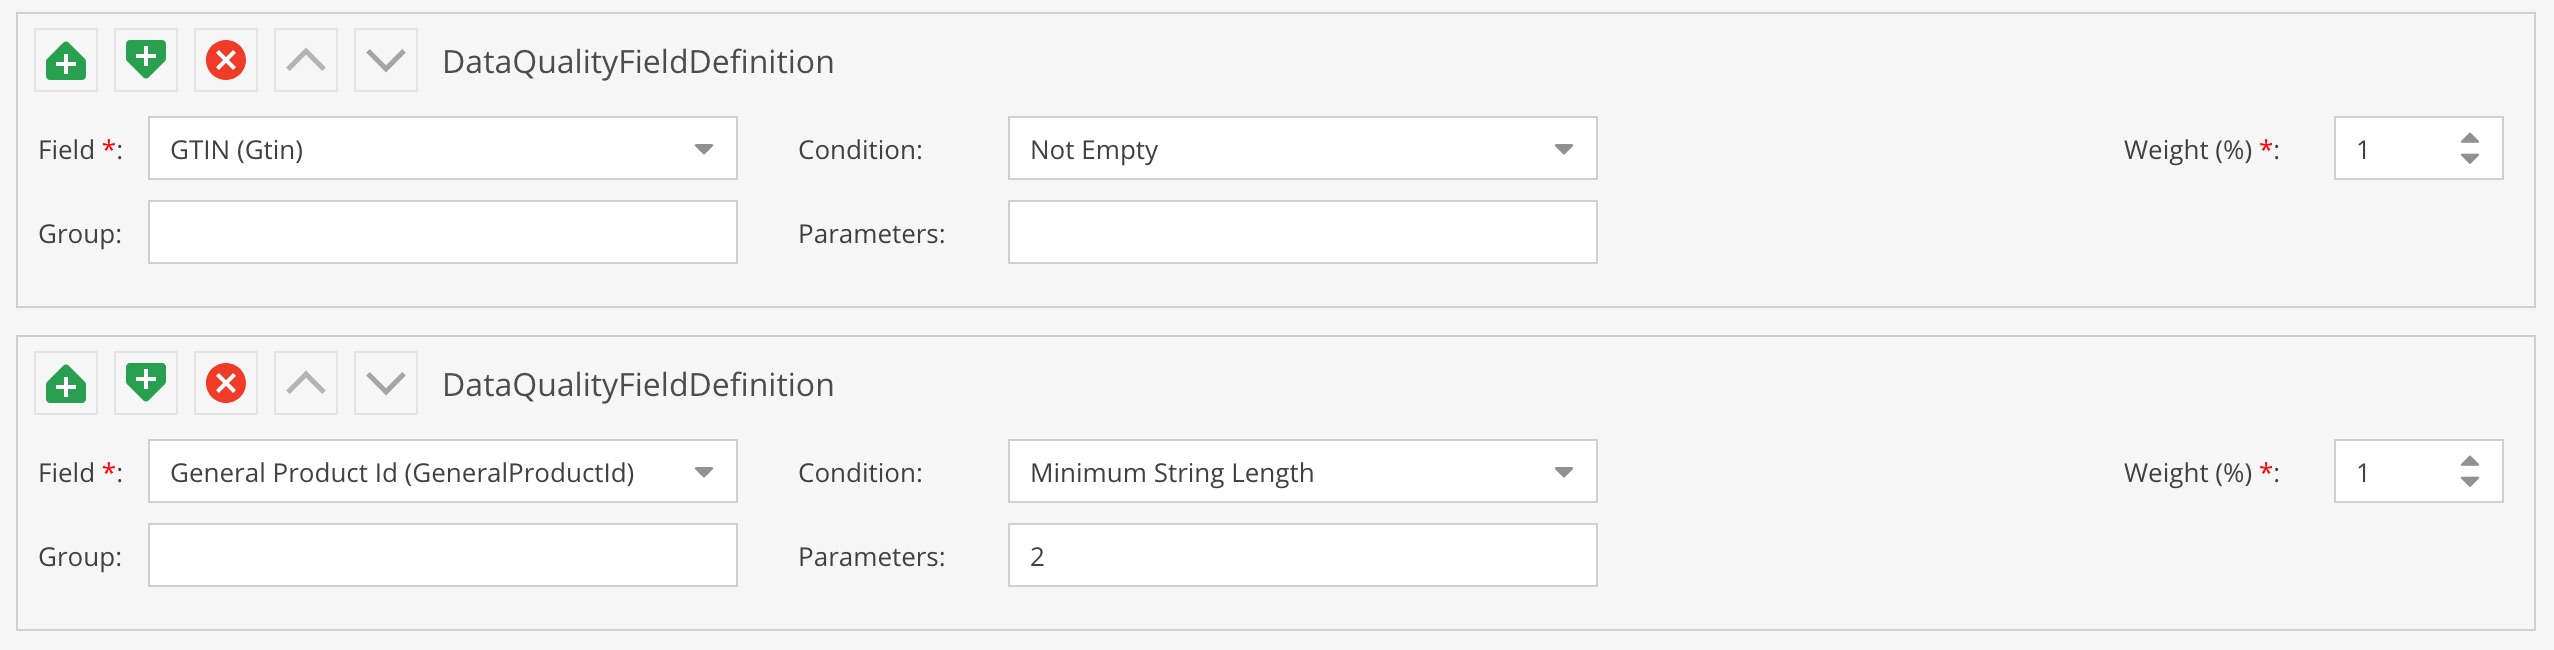 DataQualityFieldDefinition
Field *: GTIN (Gtin) Condition: Not Empty Weight (%) *: 1
Group: Parameters:
DataQualityFieldDefinition
Field *: General Product Id (GeneralProductId) Condition: Minimum String Length Weight (%) *: 1
Group: Parameters: 2